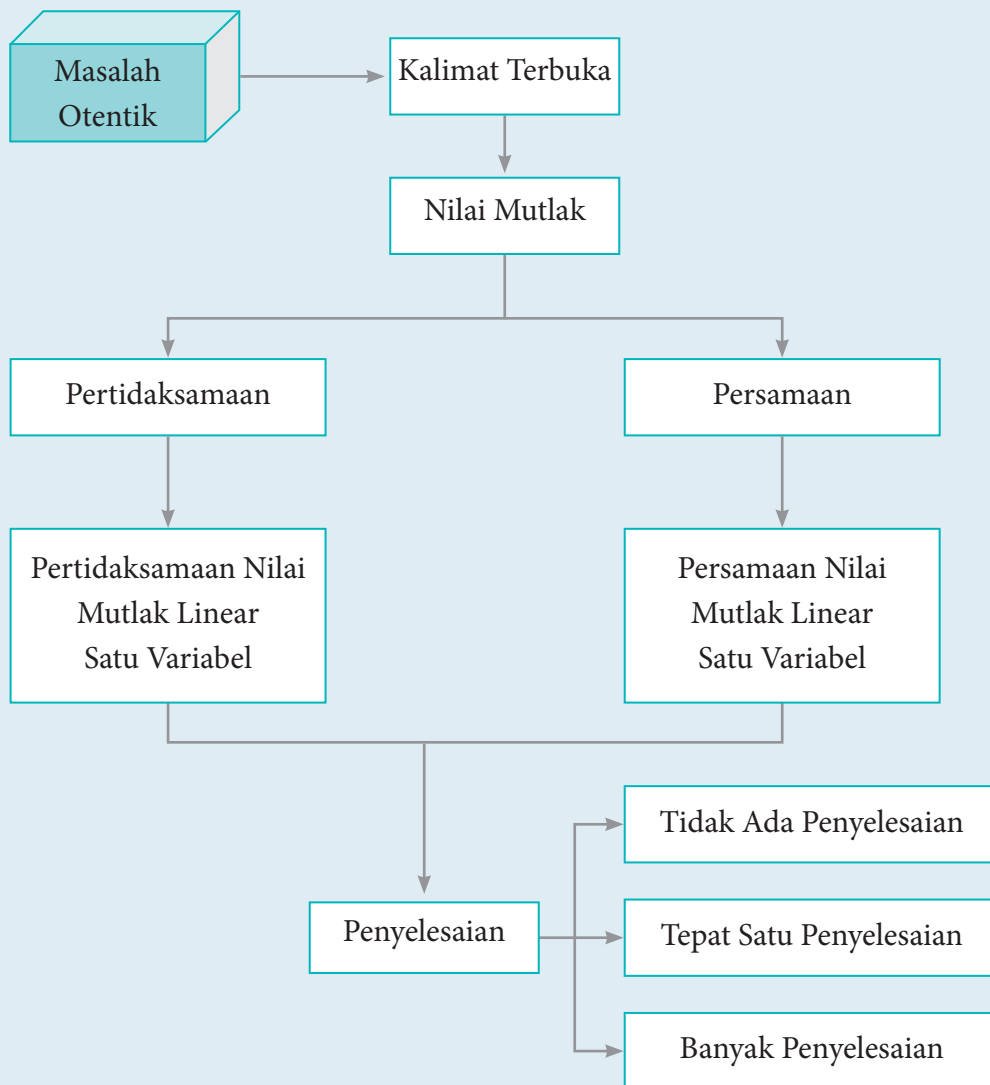 Masalah
Otentik
Kalimat Terbuka
Nilai Mutlak
Pertidaksamaan
Persamaan
Pertidaksamaan Nilai
Mutlak Linear
Satu Variabel
Persamaan Nilai
Mutlak Linear
Satu Variabel
Tidak Ada Penyelesaian
Penyelesaian
Tepat Satu Penyelesaian
Banyak Penyelesaian